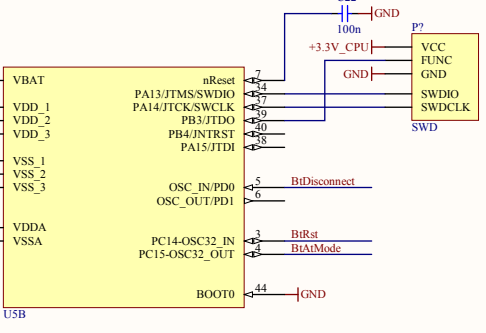 GND
100n
P?
+3.3V_CPU
VCC
FUNC
GND
GND
SWDIO
SWDCLK
SWD
VBAT
nReset
7
PA13/JTMS/SWDIO
34
VDD_1
PA14/JTCK/SWCLK
37
VDD_2
PB3/JTDO
39
VDD_3
PB4/JNTRST
40
PA15/JTDI
38
VSS_1
VSS_2
VSS_3
OSC_IN/PD0
5
BtDisconnect
OSC_OUT/PD1
6
VDDA
VSSA
PC14-OSC32_IN
3
BtRst
PC15-OSC32_OUT
4
BtAtMode
BOOT0
44
GND
U5B